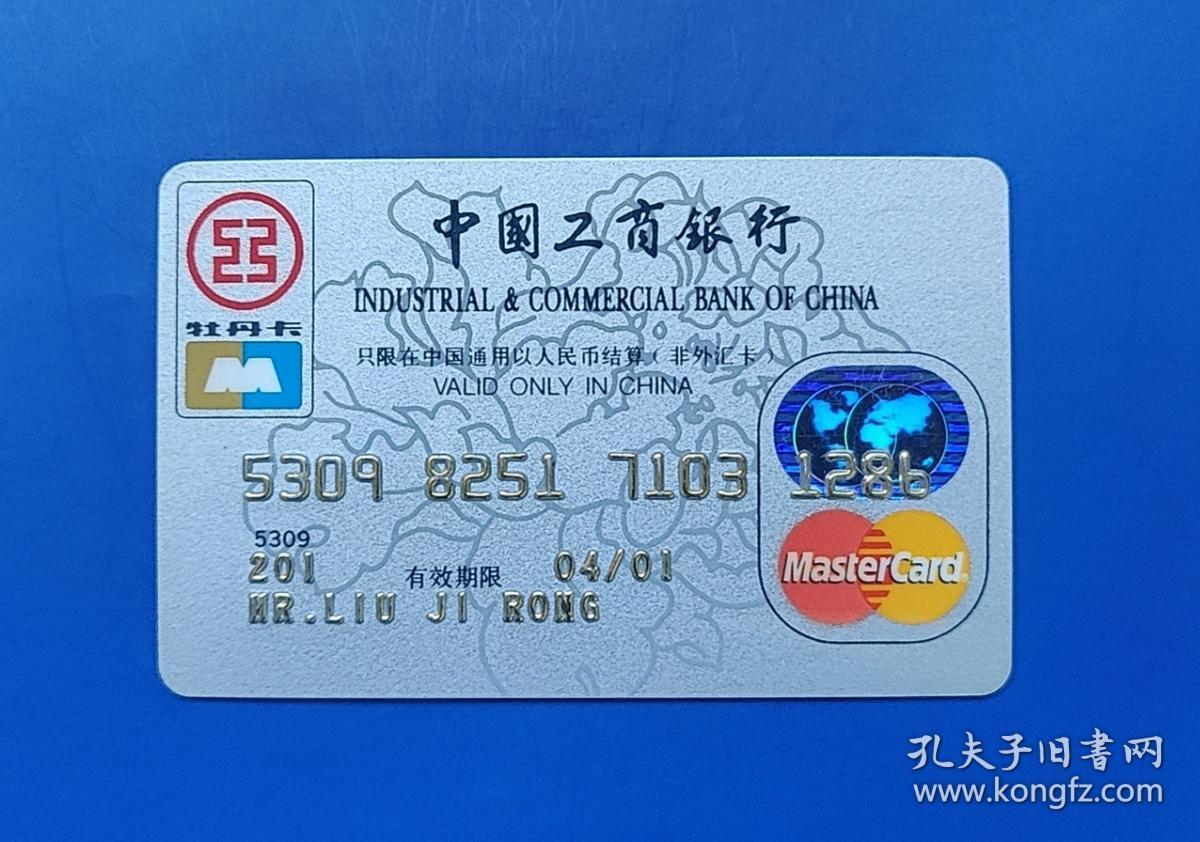 中國工商銀行
INDUSTRIAL & COMMERCIAL BANK OF CHINA
牡丹卡
只限在中国通用以人民币结算（非外汇卡）
VALID ONLY IN CHINA
5309 8251 7103 1286
5309
201 有效期限 04/01
MR.LIU JI RONG
MasterCard
孔夫子旧書网
www.kongfz.com